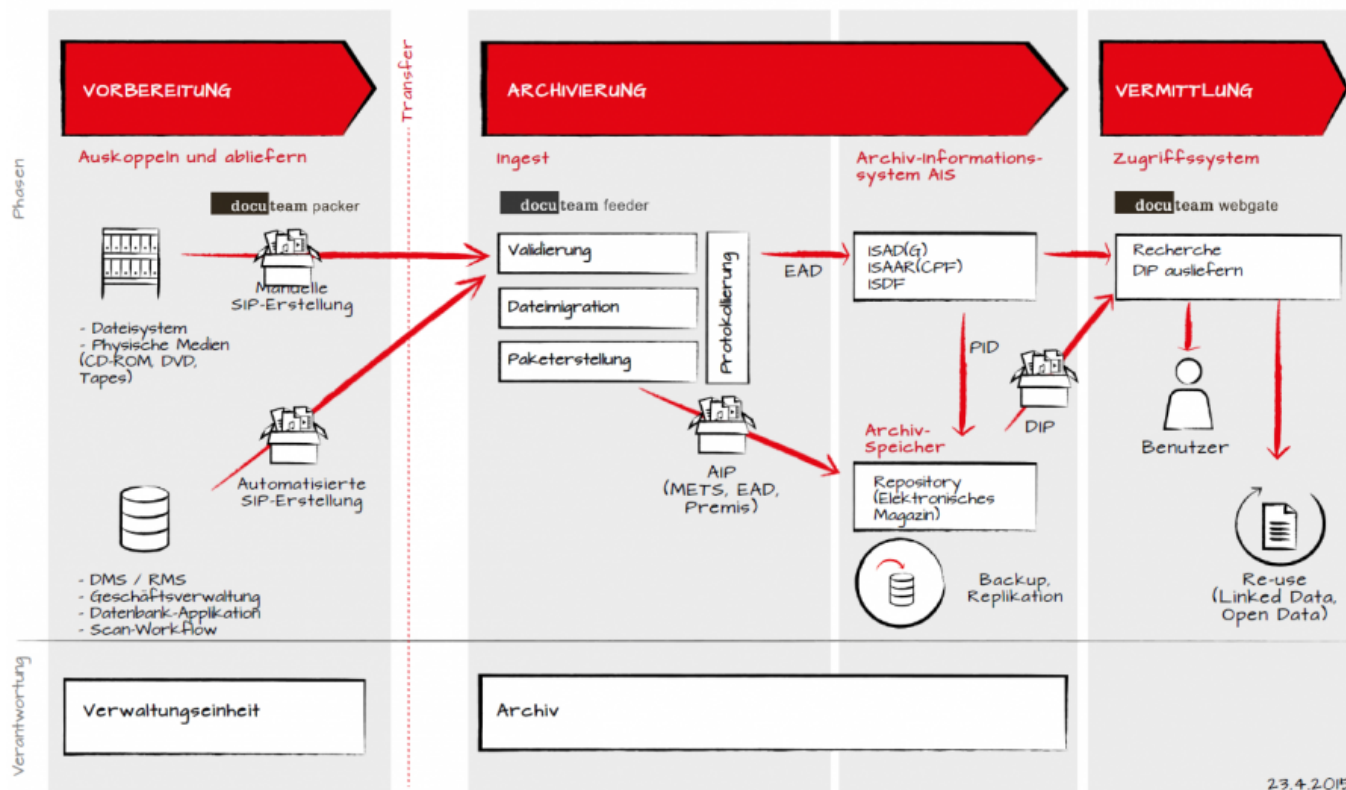 VORBEREITUNG
Transfer
ARCHIVIERUNG
VERMITTLUNG
Phasen
Auskoppeln und abliefern
Ingest
Archiv-Informations-
system AIS
Zugriffssystem
docuteam packer
docuteam feeder
docuteam webgate
Manuelle
SIP-Erstellung
- Dateisystem
- Physische Medien
(CD-ROM, DVD,
Tapes)
Automatisierte
SIP-Erstellung
- DMS / RMS
- Geschäftsverwaltung
- Datenbank-Applikation
- Scan-Workflow
Validierung
Dateimigration
Paketerstellung
Protokollierung
EAD
AIP
(METS, EAD,
Premis)
ISAD(G)
ISAAR(CPF)
ISDF
PID
Archiv-
Speicher
Repository
(Elektronisches
Magazin)
Backup,
Replikation
DIP
Recherche
DIP ausliefern
Benutzer
Re-use
(Linked Data,
Open Data)
Verantwortung
Verwaltungseinheit
Archiv
23.4.2015